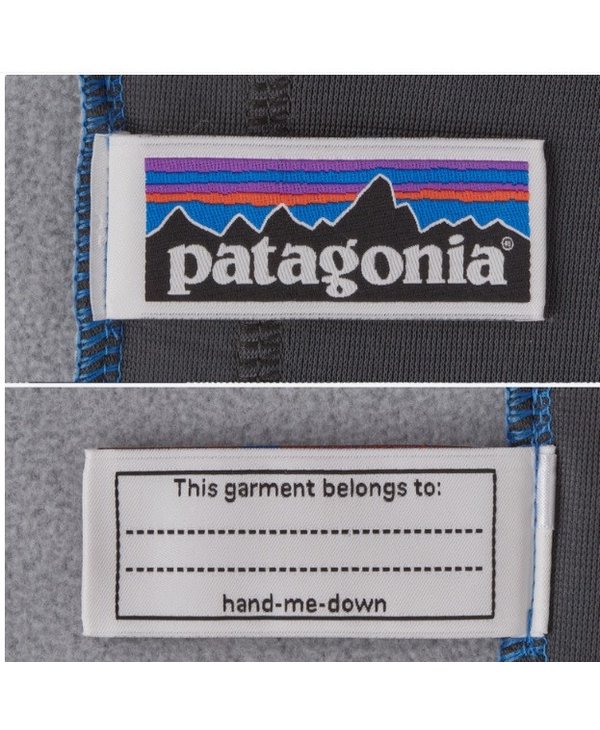 patagonia®
This garment belongs to:
hand-me-down